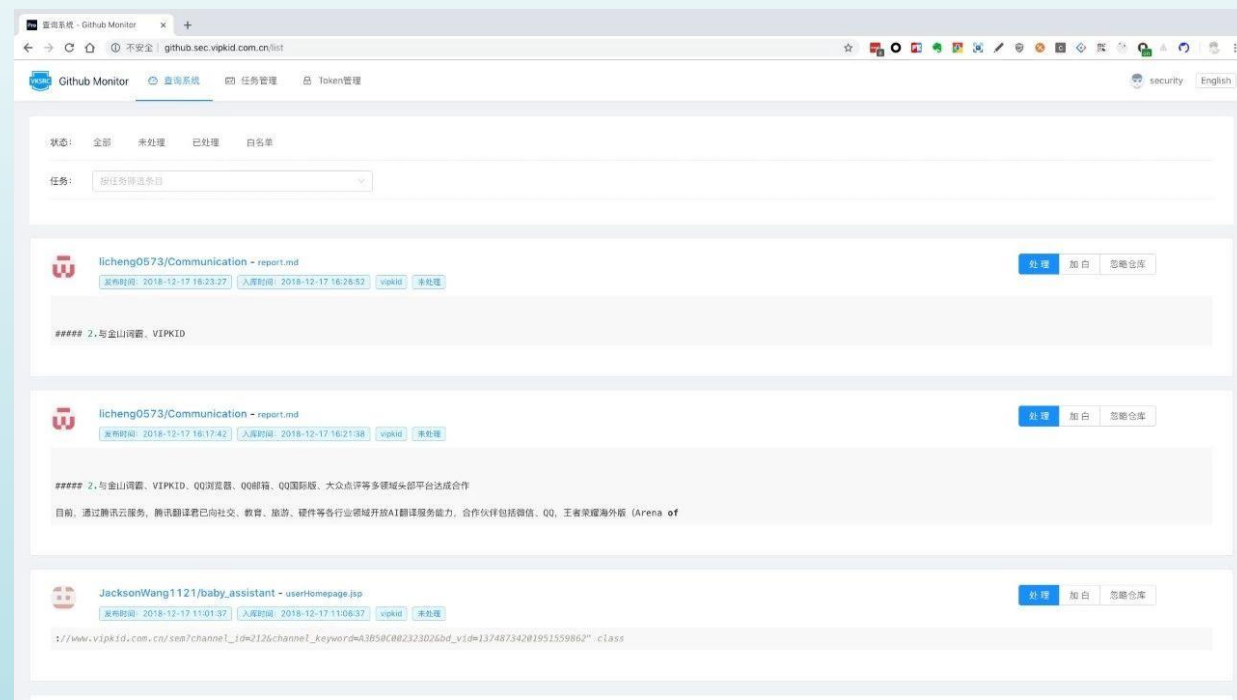 查询系统 - Github Monitor
不安全 | github.sec.vipkid.com.cn/list
VKSRC Github Monitor 查询系统 任务管理 Token管理 security English
状态: 全部 未处理 已处理 白名单
任务: 按任务筛选条目
licheng0573/Communication - report.md 处理 加白 忽略仓库
发布时间: 2018-12-17 16:23:27 入库时间: 2018-12-17 16:26:52 vipkid 未处理
##### 2.与金山词霸、VIPKID
licheng0573/Communication - report.md 处理 加白 忽略仓库
发布时间: 2018-12-17 16:17:42 入库时间: 2018-12-17 16:21:38 vipkid 未处理
##### 2.与金山词霸、VIPKID、QQ浏览器、QQ邮箱、QQ国际版、大众点评等多领域头部平台达成合作
目前，通过腾讯云服务，腾讯翻译君已向社交、教育、旅游、硬件等各行业领域开放AI翻译服务能力，合作伙伴包括微信、QQ、王者荣耀海外版（Arena of
JacksonWang1121/baby_assistant - userHomepage.jsp 处理 加白 忽略仓库
发布时间: 2018-12-17 11:01:37 入库时间: 2018-12-17 11:06:37 vipkid 未处理
://www.vipkid.com.cn/sem?channel_id=212&channel_keyword=A3B50C002323D2&bd_vid=13748734201951559862" class